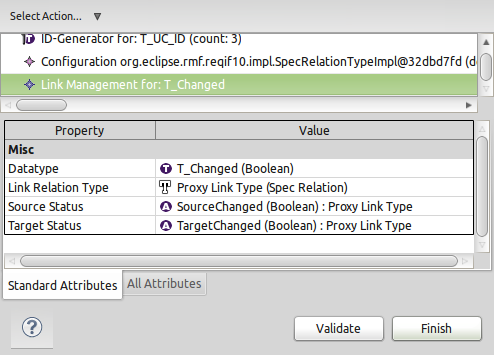 Select Action...
ID-Generator for: T_UC_ID (count: 3)
Configuration org.eclipse.rmf.reqif10.impl.SpecRelationTypeImpl@32dbd7fd (de
Link Management for: T_Changed
Property Value
Misc
Datatype T T_Changed (Boolean)
Link Relation Type Proxy Link Type (Spec Relation)
Source Status A SourceChanged (Boolean) : Proxy Link Type
Target Status A TargetChanged (Boolean) : Proxy Link Type
Standard Attributes All Attributes
? Validate Finish